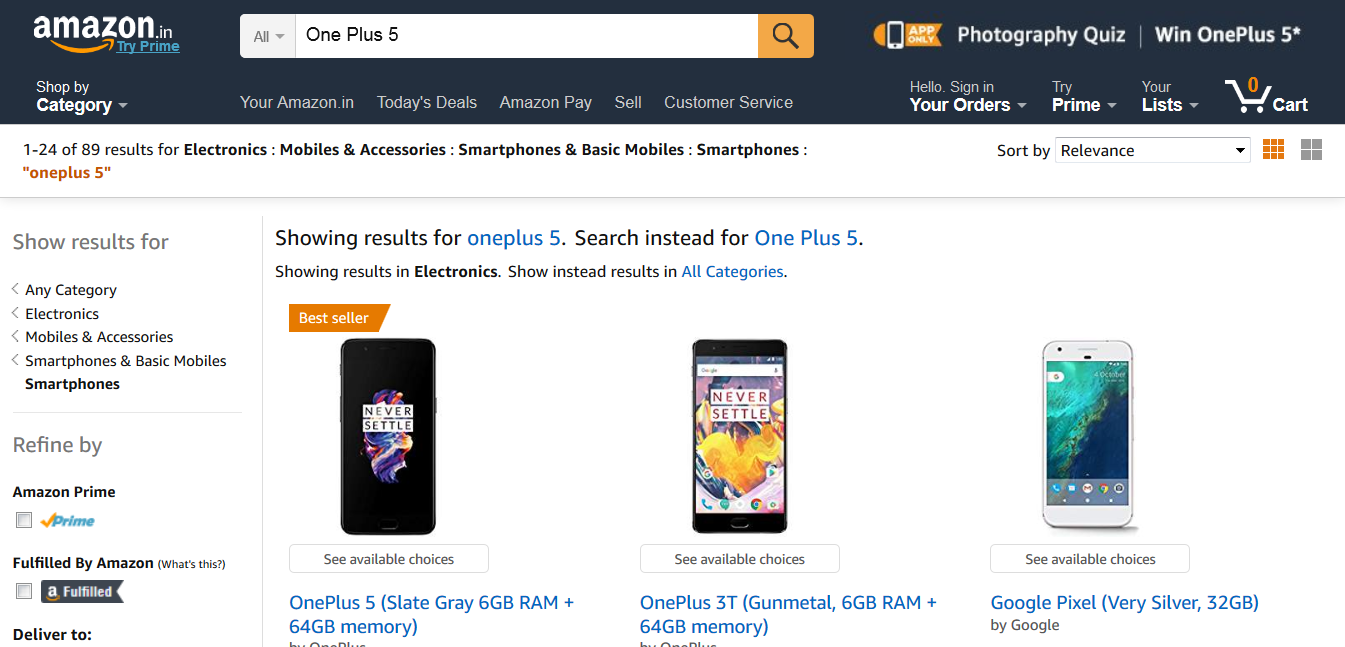 amazon.in
Try Prime
All
One Plus 5
APP ONLY
Photography Quiz | Win OnePlus 5*
Shop by
Category
Your Amazon.in
Today's Deals
Amazon Pay
Sell
Customer Service
Hello. Sign in
Your Orders
Try
Prime
Your
Lists
0
Cart
1-24 of 89 results for Electronics : Mobiles & Accessories : Smartphones & Basic Mobiles : Smartphones :
"oneplus 5"
Sort by Relevance
Show results for
Any Category
Electronics
Mobiles & Accessories
Smartphones & Basic Mobiles
Smartphones
Refine by
Amazon Prime
Prime
Fulfilled By Amazon (What's this?)
a Fulfilled
Deliver to:
Showing results for oneplus 5. Search instead for One Plus 5.
Showing results in Electronics. Show instead results in All Categories.
Best seller
NEVER
SETTLE
See available choices
OnePlus 5 (Slate Gray 6GB RAM +
64GB memory)
by OnePlus
Google
NEVER
SETTLE
See available choices
OnePlus 3T (Gunmetal, 6GB RAM +
64GB memory)
by OnePlus
4 October
See available choices
Google Pixel (Very Silver, 32GB)
by Google